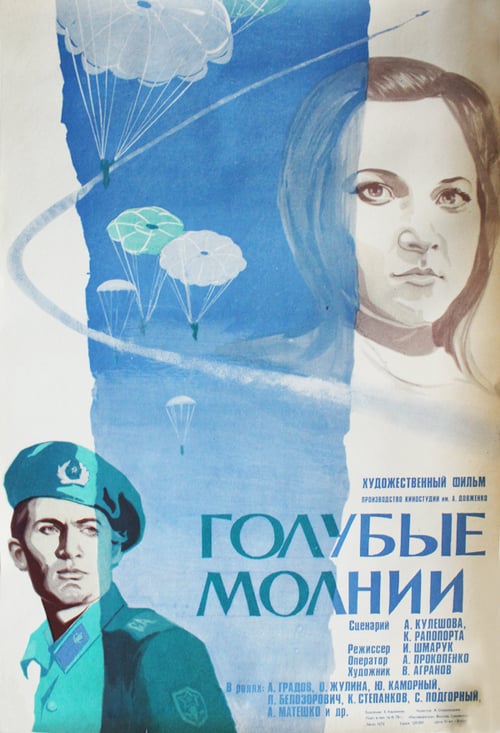 ХУДОЖЕСТВЕННЫЙ ФИЛЬМ
ПРОИЗВОДСТВО КИНОСТУДИИ им. А. ДОВЖЕНКО
ГОЛУБЫЕ
МОЛНИИ
Сценарий А. КУЛЕШОВА,
К. РАПОПОРТА
Режиссер И. ШМАРУК
Оператор А. ПРОКОПЕНКО
Художник В. АГРАНОВ
В ролях: А. ГРАДОВ, О. ЖУЛИНА, Ю. КАМОРНЫЙ,
Л. БЕЛОЗОРОВИЧ, К. СТЕПАНКОВ, С. ПОДГОРНЫЙ,
А. МАТЕШКО и др.